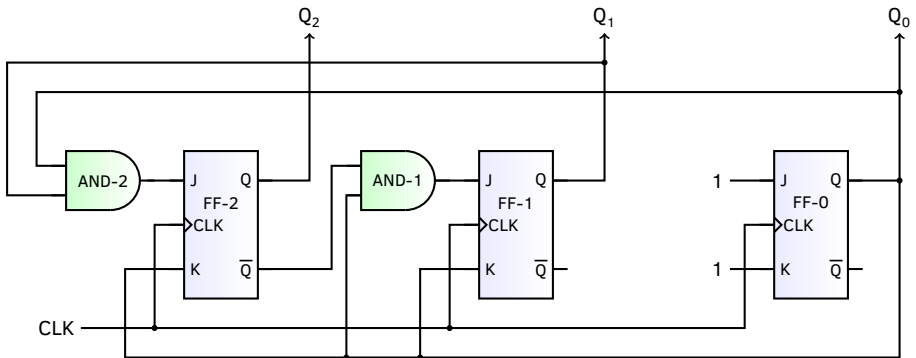 Q₂ Q₁ Q₀
AND-2 J Q AND-1 J Q 1 J Q
FF-2 FF-1 FF-0
CLK CLK CLK
K Q̅ K Q̅ 1 K Q̅
CLK